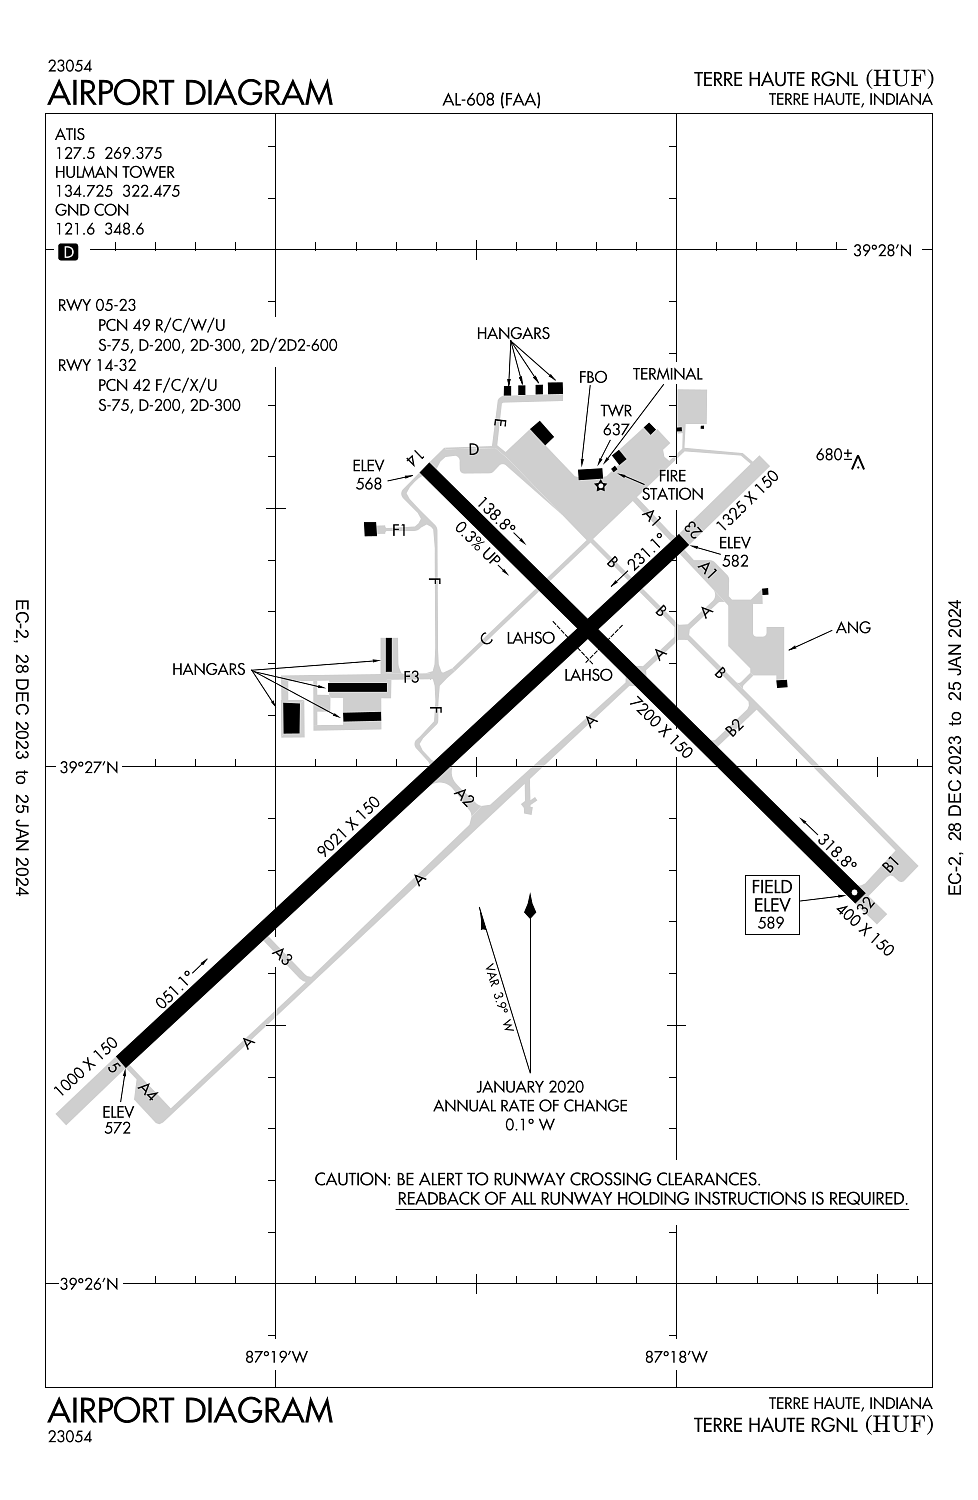 23054
AIRPORT DIAGRAM
AL-608 (FAA)
TERRE HAUTE RGNL (HUF)
TERRE HAUTE, INDIANA
ATIS
127.5 269.375
HULMAN TOWER
134.725 322.475
GND CON
121.6 348.6
D
39°28'N
RWY 05-23
PCN 49 R/C/W/U
S-75, D-200, 2D-300, 2D/2D2-600
RWY 14-32
PCN 42 F/C/X/U
S-75, D-200, 2D-300
HANGARS
FBO
TERMINAL
TWR
637
E
D
14
ELEV
568
680±
FIRE
STATION
1325 X 150
138.8°
0.3% UP
A1
23
231.1°
ELEV
582
F1
F
B
A1
B
A
C
LAHSO
LAHSO
A
ANG
HANGARS
F3
B
F
7200 X 150
A
B2
39°27'N
A2
9021 X 150
318.8°
B1
A
FIELD
ELEV
589
32
400 X 150
A3
051.1°
VAR 3.9° W
A
1000 X 150
5
A4
ELEV
572
JANUARY 2020
ANNUAL RATE OF CHANGE
0.1° W
CAUTION: BE ALERT TO RUNWAY CROSSING CLEARANCES.
READBACK OF ALL RUNWAY HOLDING INSTRUCTIONS IS REQUIRED.
39°26'N
87°19'W
87°18'W
EC-2, 28 DEC 2023 to 25 JAN 2024
EC-2, 28 DEC 2023 to 25 JAN 2024
AIRPORT DIAGRAM
23054
TERRE HAUTE, INDIANA
TERRE HAUTE RGNL (HUF)